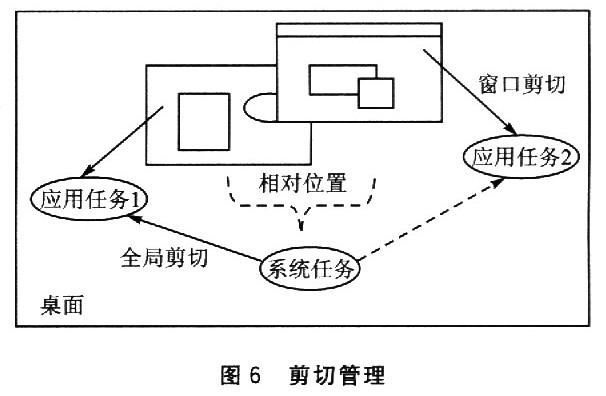 窗口剪切
应用任务2
相对位置
应用任务1
全局剪切
系统任务
桌面
图 6 剪切管理